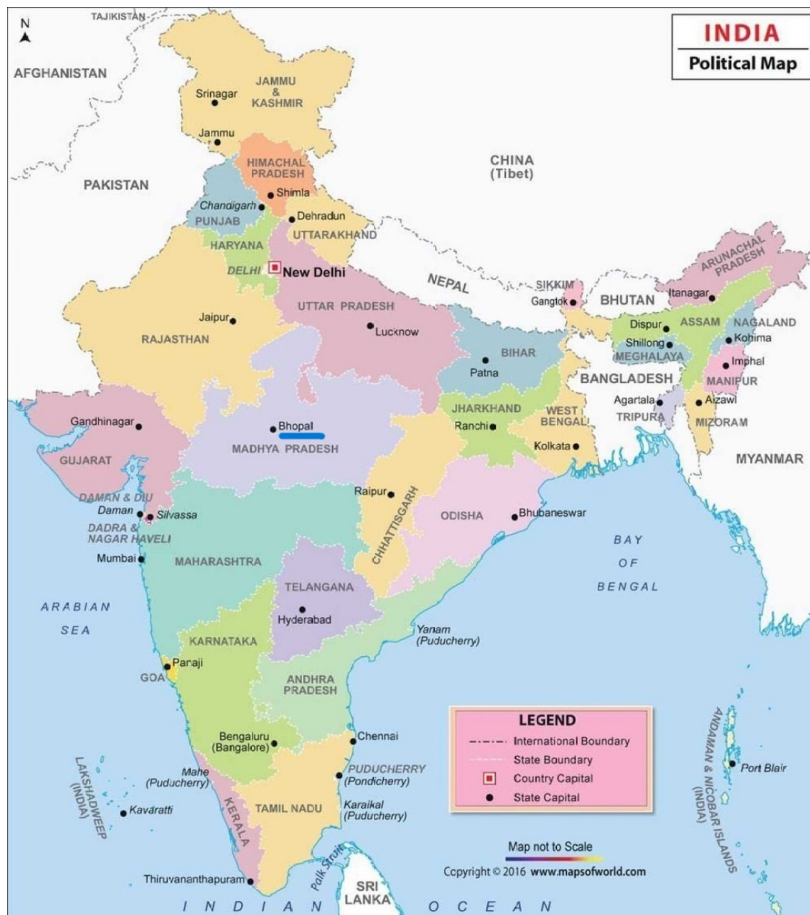 N
TAJIKISTAN
INDIA
Political Map
AFGHANISTAN
JAMMU
&
KASHMIR
Srinagar
Jammu
CHINA
(Tibet)
PAKISTAN
HIMACHAL
PRADESH
Shimla
Chandigarh
PUNJAB
Dehradun
UTTARAKHAND
HARYANA
DELHI
New Delhi
ARUNACHAL
PRADESH
NEPAL
SIKKIM
Gangtok
BHUTAN
Itanagar
UTTAR PRADESH
Jaipur
RAJASTHAN
Lucknow
Dispur
ASSAM
NAGALAND
Shillong
Kohima
MEGHALAYA
BIHAR
Patna
Imphal
MANIPUR
BANGLADESH
Gandhinagar
Bhopal
MADHYA PRADESH
JHARKHAND
Ranchi
WEST
BENGAL
Kolkata
Agartala
TRIPURA
Aizawl
MIZORAM
GUJARAT
MYANMAR
DAMAN & DIU
Daman
Silvassa
DADRA &
NAGAR HAVELI
Raipur
CHHATTISGARH
ODISHA
Bhubaneswar
Mumbai
MAHARASHTRA
BAY
OF
BENGAL
TELANGANA
Hyderabad
ARABIAN
SEA
KARNATAKA
Yanam
(Puducherry)
Panaji
GOA
ANDHRA
PRADESH
Bengaluru
(Bangalore)
Chennai
LEGEND
International Boundary
State Boundary
Country Capital
State Capital
Mahe
(Puducherry)
PUDUCHERRY
(Pondicherry)
LAKSHADWEEP
(INDIA)
Kavaratti
KERALA
TAMIL NADU
Karaikal
(Puducherry)
ANDAMAN & NICOBAR ISLANDS
(INDIA)
Port Blair
Palk Strait
Map not to Scale
Copyright © 2016 www.mapsofworld.com
Thiruvananthapuram
SRI
LANKA
INDIAN OCEAN